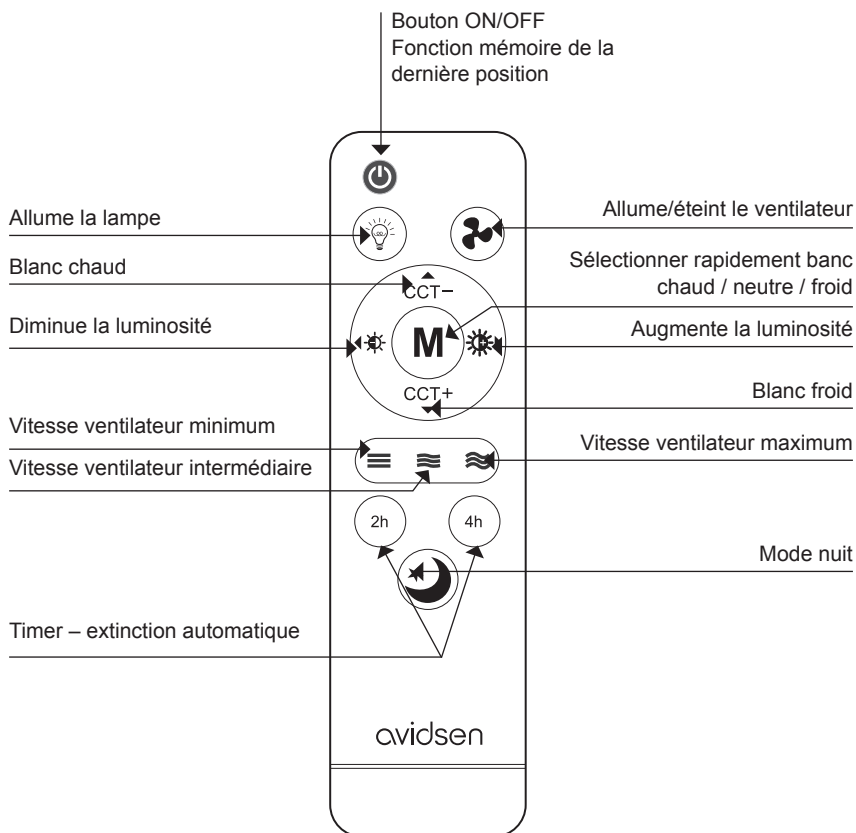 Bouton ON/OFF
Fonction mémoire de la
dernière position
Allume la lampe
Allume/éteint le ventilateur
Blanc chaud
Sélectionner rapidement banc
chaud / neutre / froid
CCT−
Diminue la luminosité
M
Augmente la luminosité
CCT+
Blanc froid
Vitesse ventilateur minimum
Vitesse ventilateur maximum
Vitesse ventilateur intermédiaire
2h
4h
Mode nuit
Timer – extinction automatique
avidsen